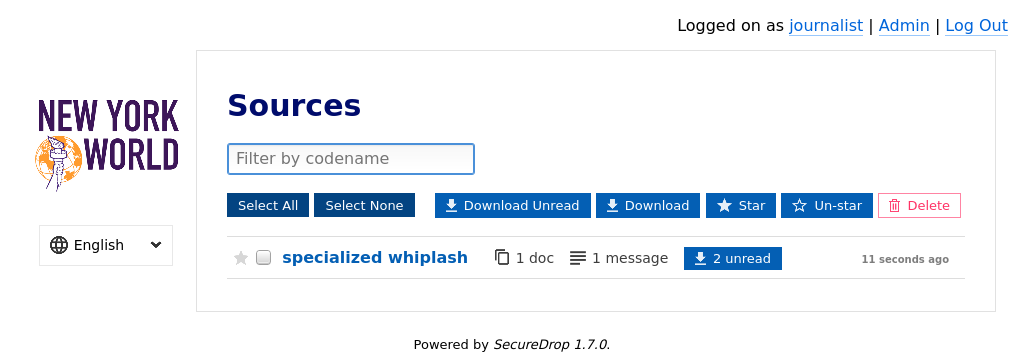 Logged on as journalist | Admin | Log Out
NEW YORK
WORLD
English
Sources
Filter by codename
Select All Select None Download Unread Download Star Un-star Delete
specialized whiplash 1 doc 1 message 2 unread 11 seconds ago
Powered by SecureDrop 1.7.0.